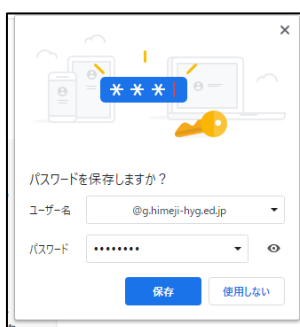 ***
パスワードを保存しますか？
ユーザー名 @g.himeji-hyg.ed.jp
パスワード ••••••••
保存 使用しない